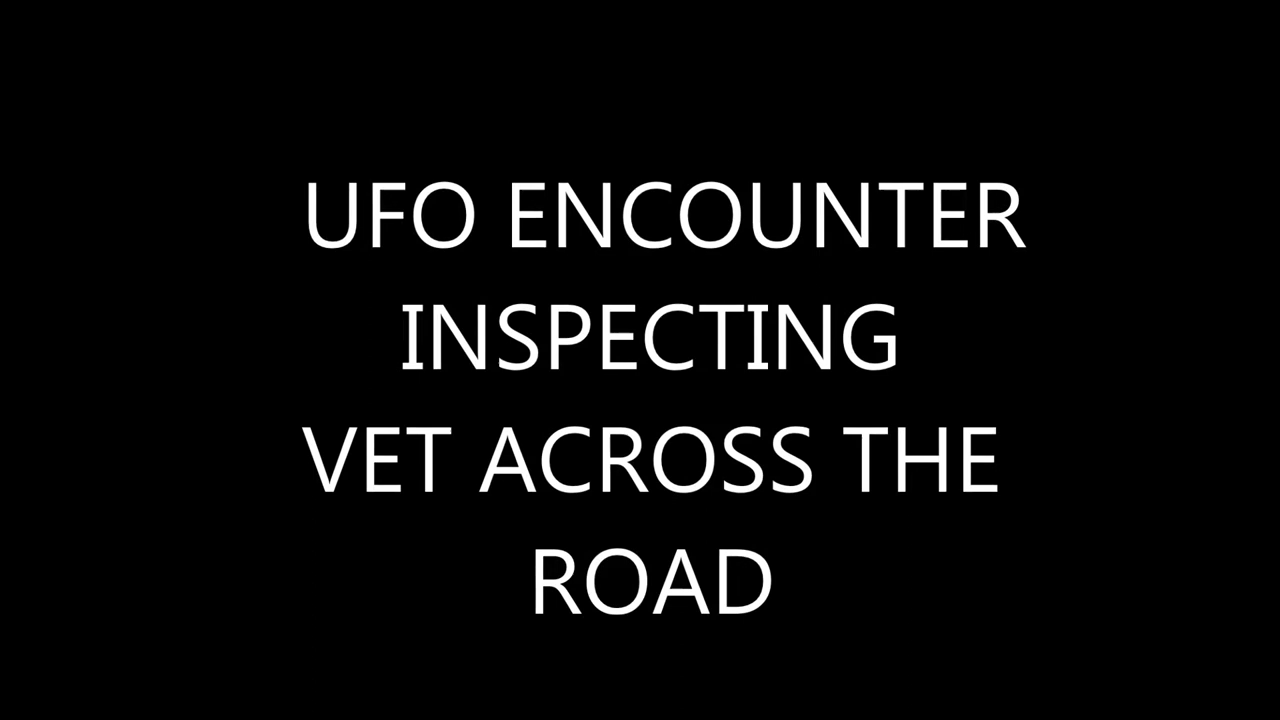 UFO ENCOUNTER
INSPECTING
VET ACROSS THE
ROAD